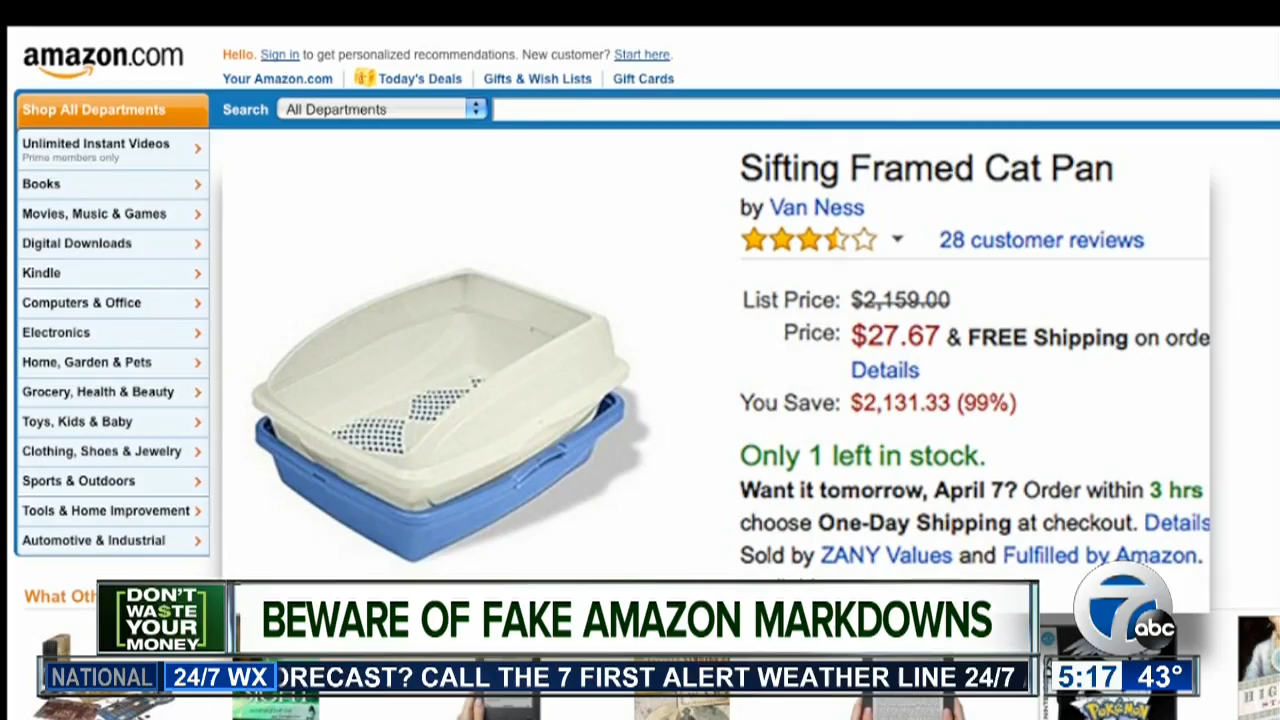 amazon.com
Hello. Sign in to get personalized recommendations. New customer? Start here.
Your Amazon.com
Today's Deals
Gifts & Wish Lists
Gift Cards
Shop All Departments
Search
All Departments
Unlimited Instant Videos
Prime members only
Books
Movies, Music & Games
Digital Downloads
Kindle
Computers & Office
Electronics
Home, Garden & Pets
Grocery, Health & Beauty
Toys, Kids & Baby
Clothing, Shoes & Jewelry
Sports & Outdoors
Tools & Home Improvement
Automotive & Industrial
Sifting Framed Cat Pan
by Van Ness
28 customer reviews
List Price: $2,159.00
Price: $27.67 & FREE Shipping on orde
Details
You Save: $2,131.33 (99%)
Only 1 left in stock.
Want it tomorrow, April 7? Order within 3 hrs
choose One-Day Shipping at checkout. Details
Sold by ZANY Values and Fulfilled by Amazon.
What Oth
DON'T
WA$TE
YOUR
MONEY
BEWARE OF FAKE AMAZON MARKDOWNS
7 abc
NATIONAL
24/7 WX
ORECAST? CALL THE 7 FIRST ALERT WEATHER LINE 24/7
5:17 43°
POKéMON